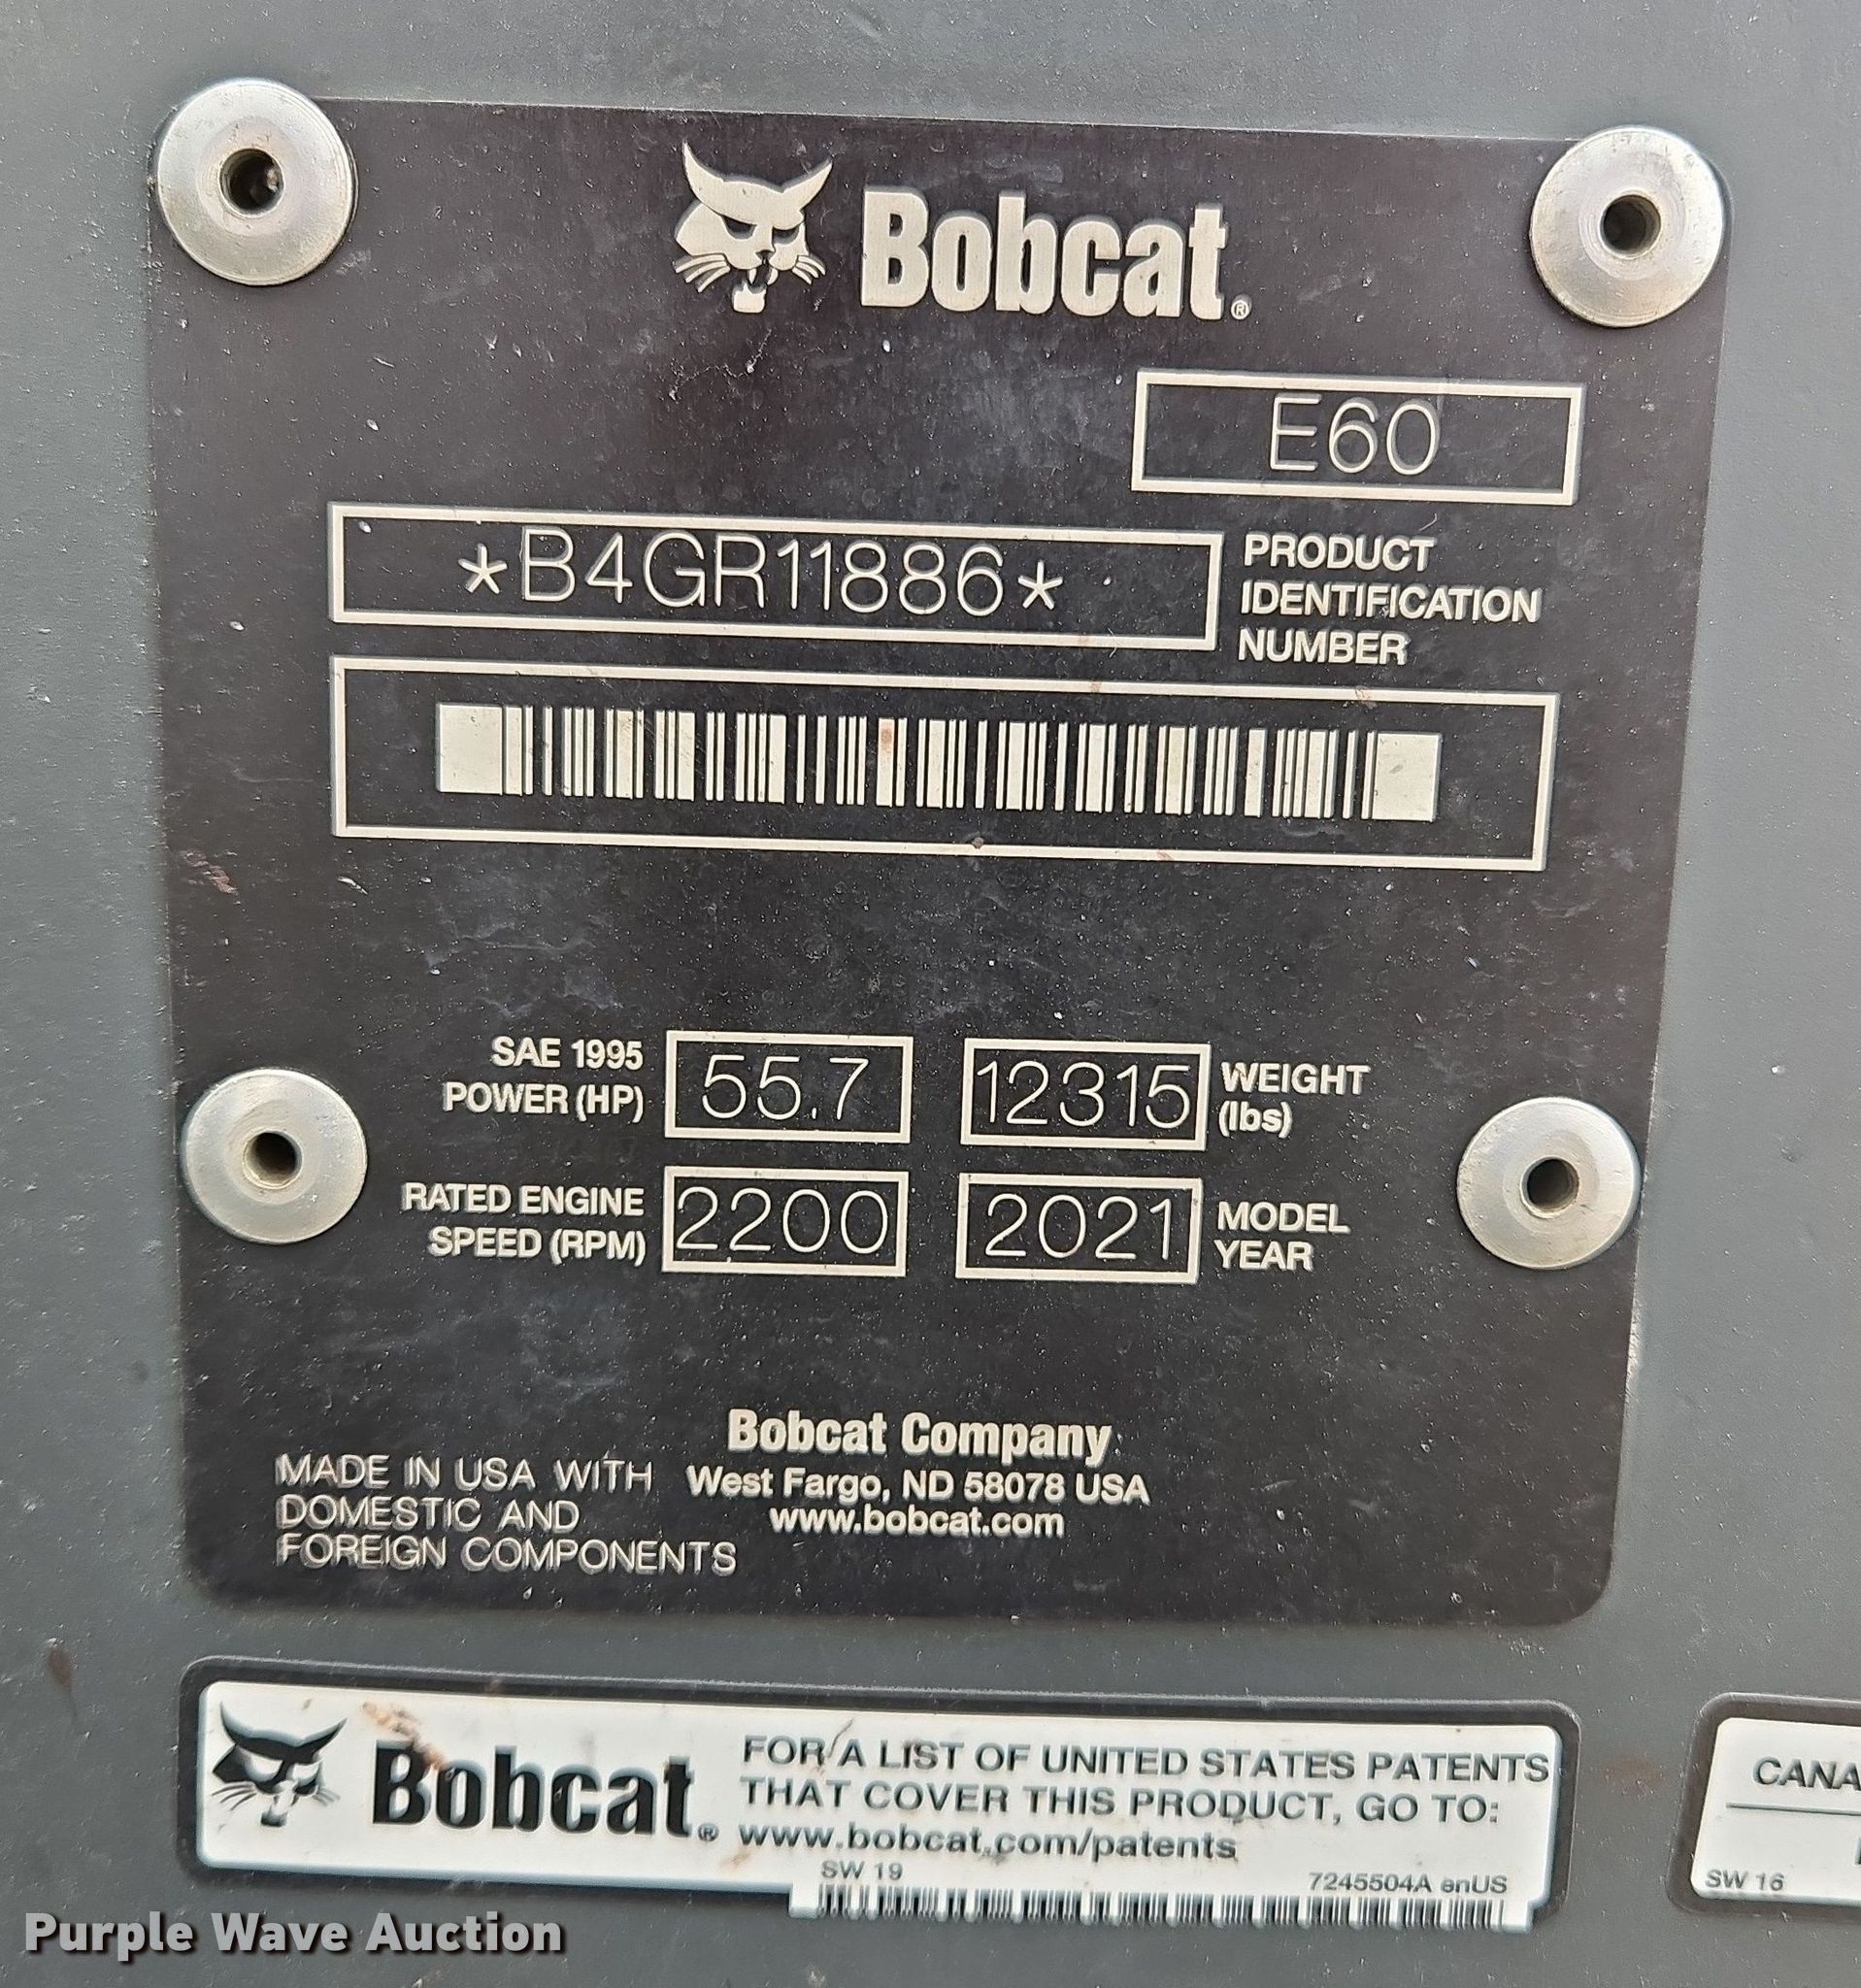 Bobcat®
E60
*B4GR11886*
PRODUCT
IDENTIFICATION
NUMBER
SAE 1995
POWER (HP)
55.7
12315
WEIGHT
(lbs)
RATED ENGINE
SPEED (RPM)
2200
2021
MODEL
YEAR
Bobcat Company
West Fargo, ND 58078 USA
www.bobcat.com
MADE IN USA WITH
DOMESTIC AND
FOREIGN COMPONENTS
Bobcat®
FOR A LIST OF UNITED STATES PATENTS
THAT COVER THIS PRODUCT, GO TO:
www.bobcat.com/patents
SW 19
7245504A enUS
CANA
SW 16
Purple Wave Auction